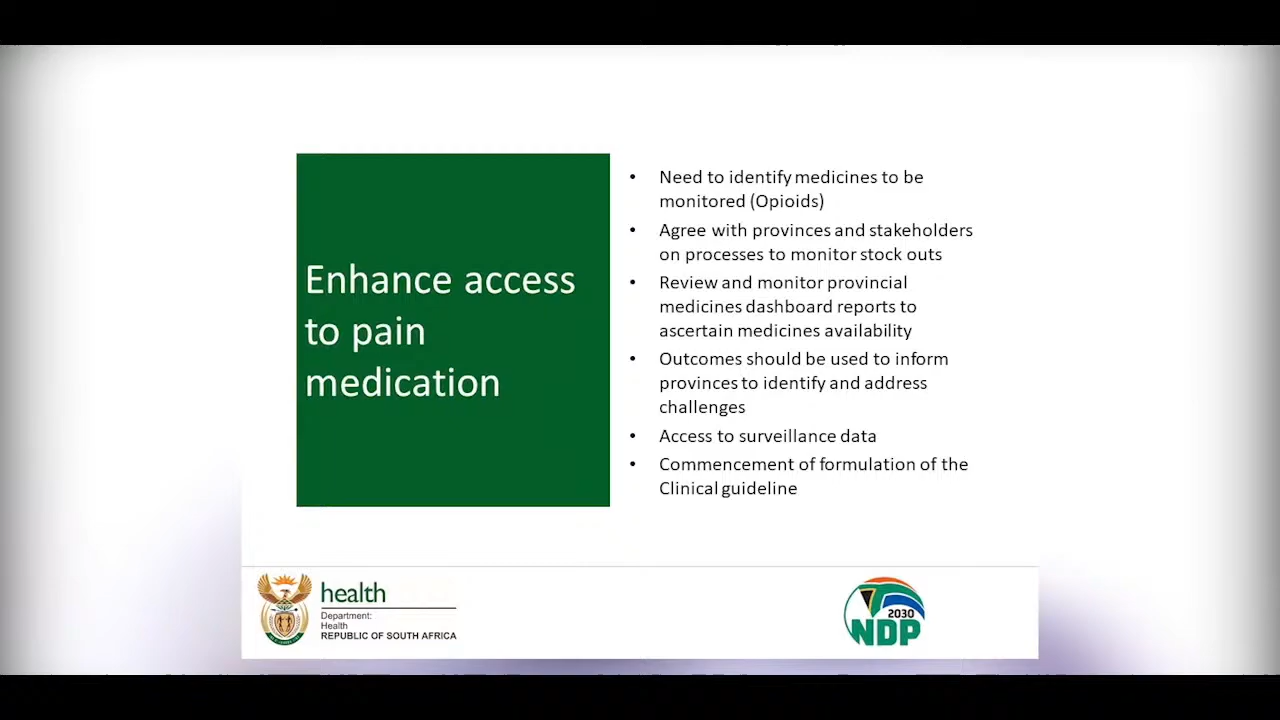 Enhance access
to pain
medication
• Need to identify medicines to be
monitored (Opioids)
• Agree with provinces and stakeholders
on processes to monitor stock outs
• Review and monitor provincial
medicines dashboard reports to
ascertain medicines availability
• Outcomes should be used to inform
provinces to identify and address
challenges
• Access to surveillance data
• Commencement of formulation of the
Clinical guideline
health
Department:
Health
REPUBLIC OF SOUTH AFRICA
2030
NDP